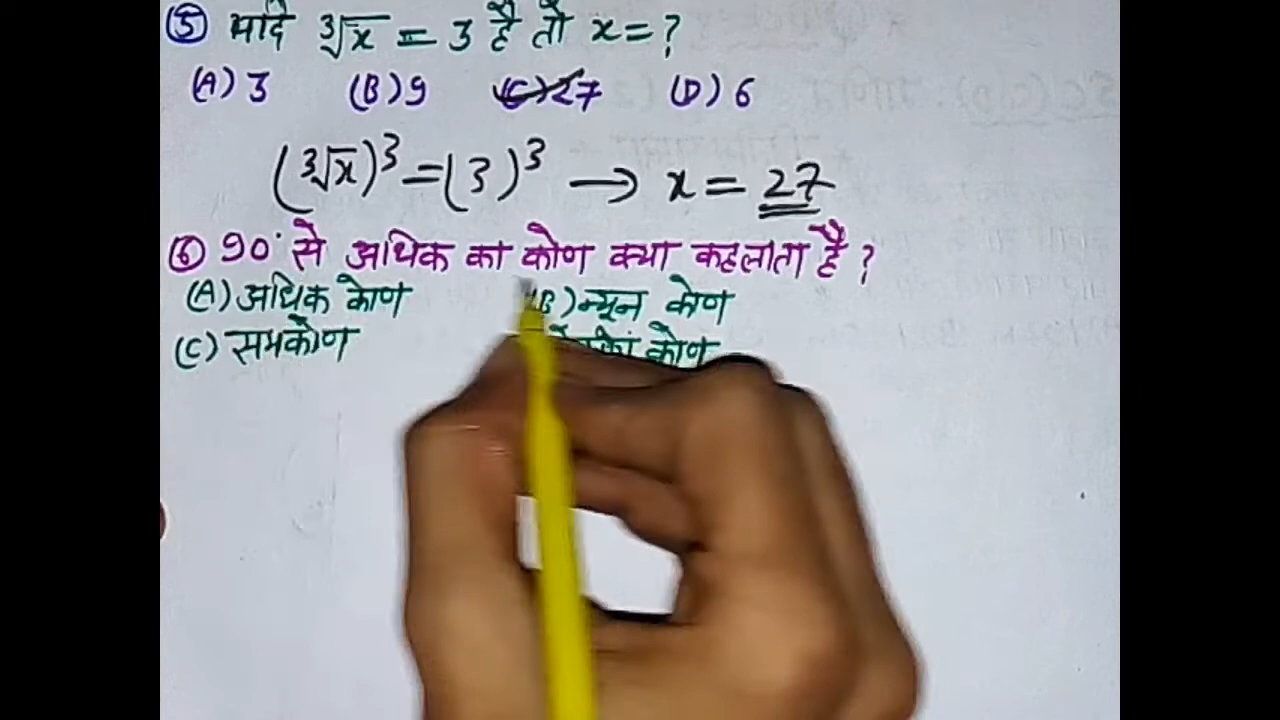 ⑤ यदि ∛x = 3 है तो x = ?
(A) 3 (B) 9 (C) 27 (D) 6
(∛x)³ = (3)³ → x = 27
⑥ 90° से अधिक का कोण क्या कहलाता है ?
(A) अधिक कोण (B) न्यून कोण
(C) समकोण कोण